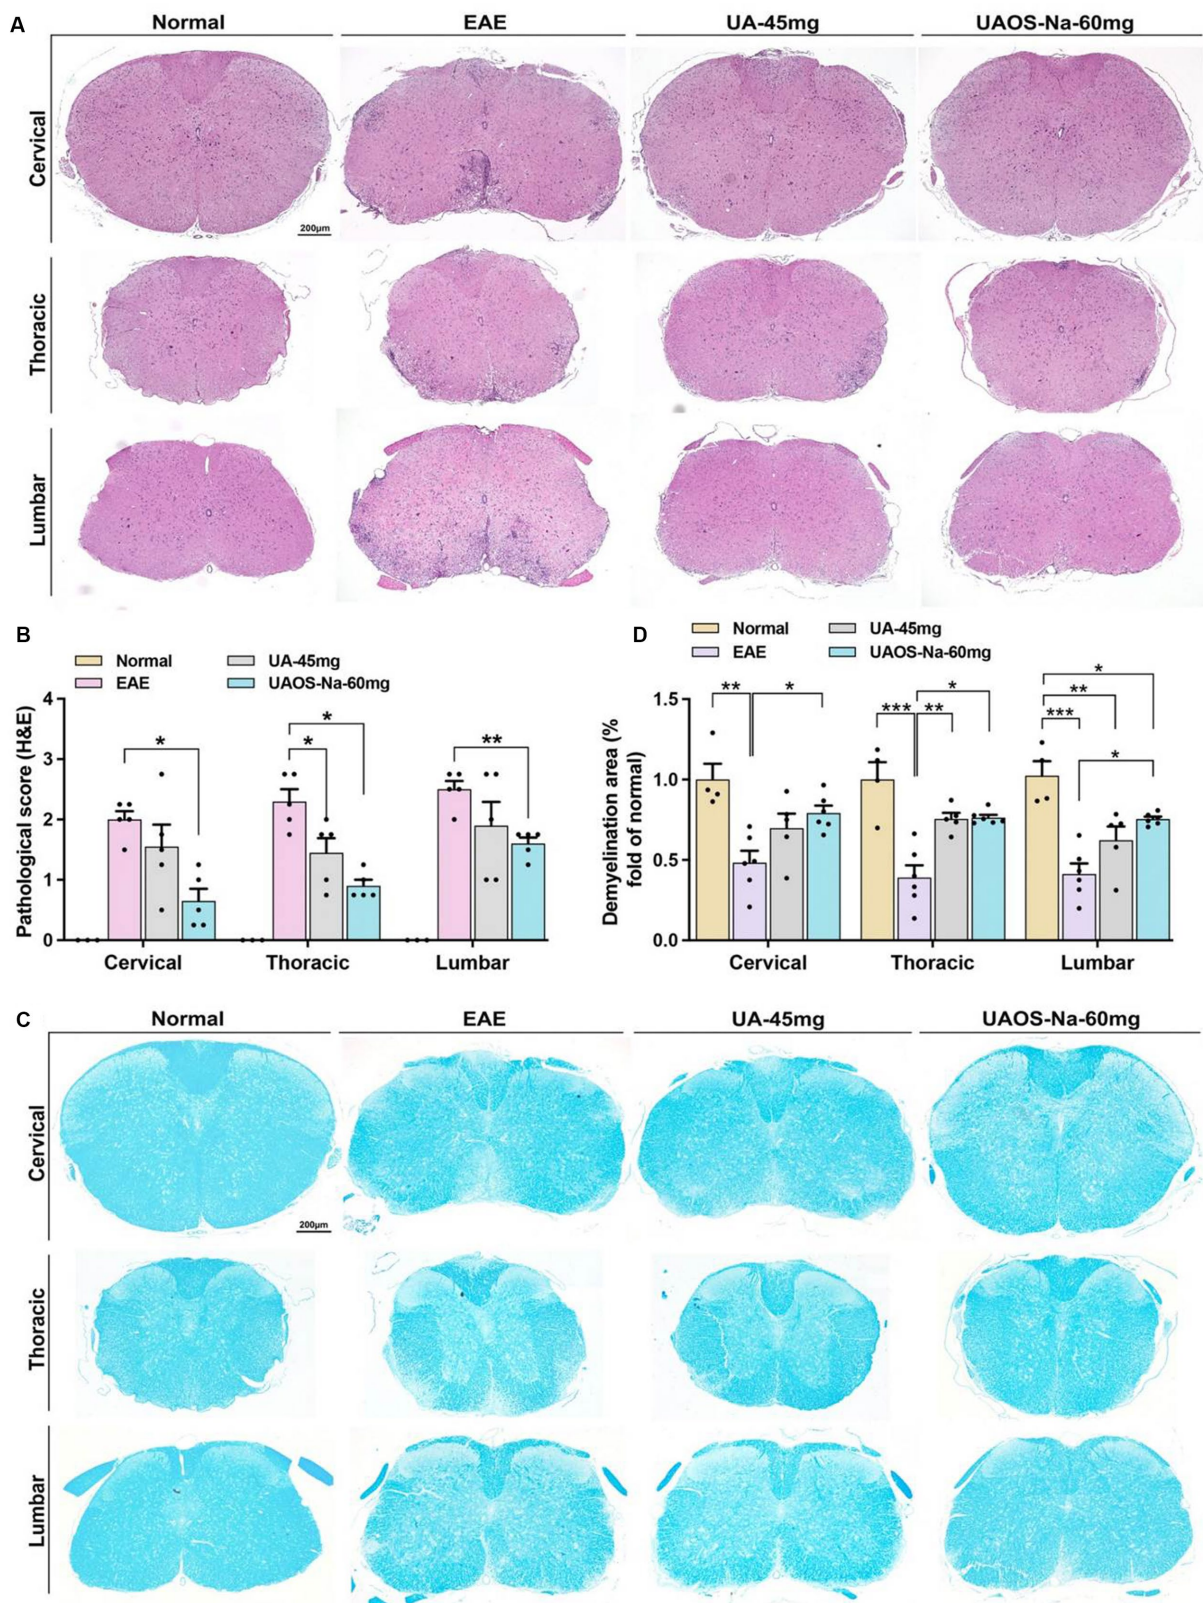 A
Normal
EAE
UA-45mg
UAOS-Na-60mg
Cervical
200μm
Thoracic
Lumbar
B
Normal
EAE
UA-45mg
UAOS-Na-60mg
Pathological score (H&E)
4
3
2
1
0
*
*
*
**
Cervical
Thoracic
Lumbar
D
Normal
EAE
UA-45mg
UAOS-Na-60mg
Demyelination area (%
fold of normal)
1.5
1.0
0.5
0.0
**
*
***
**
*
***
**
*
*
Cervical
Thoracic
Lumbar
C
Normal
EAE
UA-45mg
UAOS-Na-60mg
Cervical
200μm
Thoracic
Lumbar